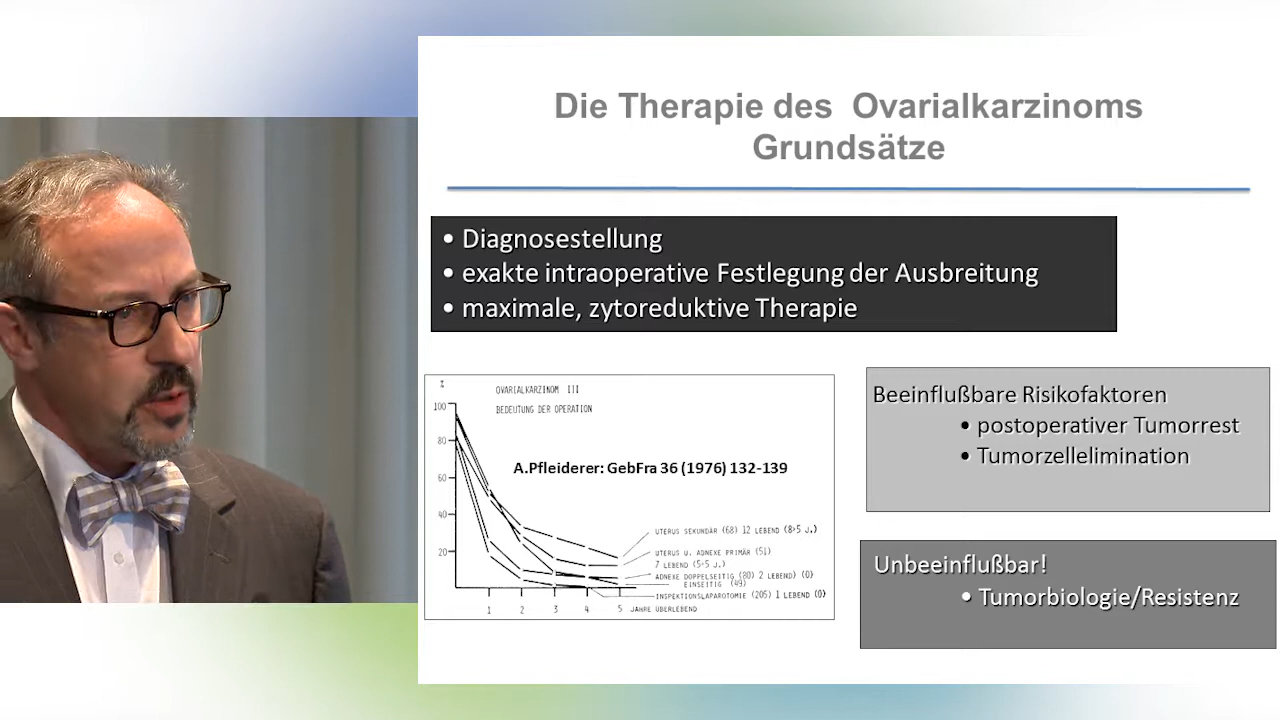 Die Therapie des Ovarialkarzinoms
Grundsätze
• Diagnosestellung
• exakte intraoperative Festlegung der Ausbreitung
• maximale, zytoreduktive Therapie
%
OVARIALKARZINOM III
BEDEUTUNG DER OPERATION
100
80
60
40
20
A.Pfleiderer: GebFra 36 (1976) 132-139
UTERUS SEKUNDÄR (68) 12 LEBEND (8>5 J.)
UTERUS U. ADNEXE PRIMÄR (51)
7 LEBEND (5>5 J.)
ADNEXE DOPPELSEITIG (80) 2 LEBEND) (0)
EINSEITIG (49)
INSPEKTIONSLAPAROTOMIE (205) 1 LEBEND (0)
1 2 3 4 5 JAHRE ÜBERLEBEND
Beeinflußbare Risikofaktoren
• postoperativer Tumorrest
• Tumorzellelimination
Unbeeinflußbar!
• Tumorbiologie/Resistenz